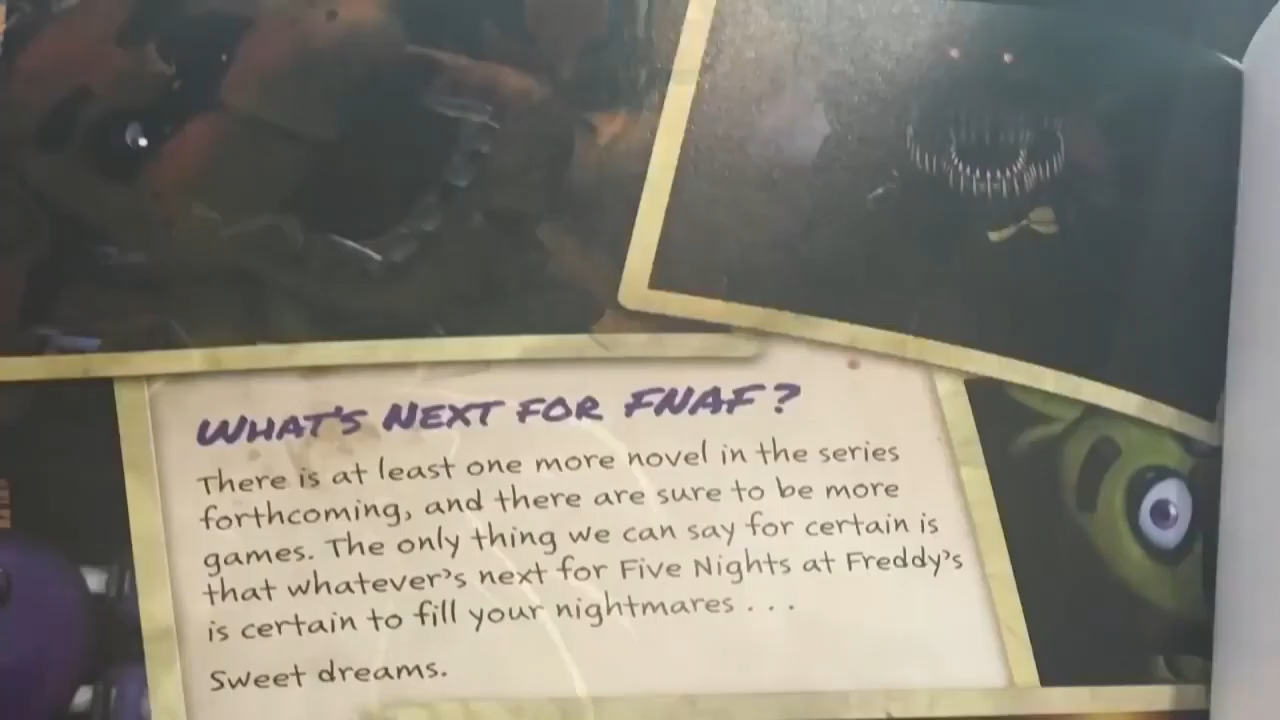 WHAT'S NEXT FOR FNAF?
There is at least one more novel in the series
forthcoming, and there are sure to be more
games. The only thing we can say for certain is
that whatever's next for Five Nights at Freddy's
is certain to fill your nightmares . . .
Sweet dreams.